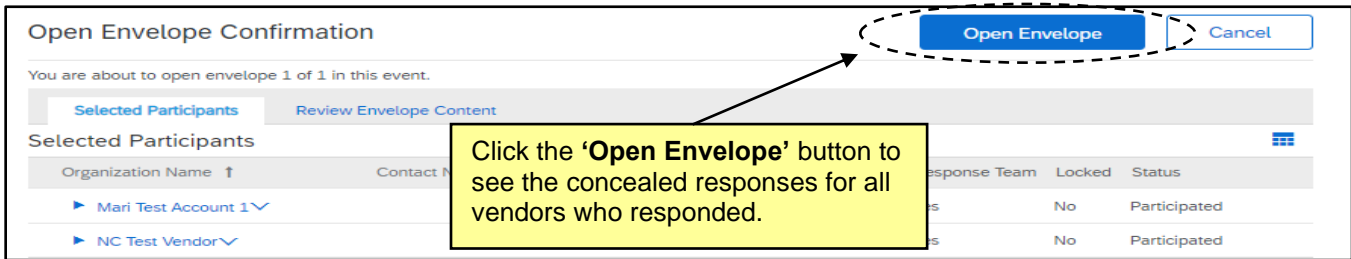 Open Envelope Confirmation
Open Envelope
Cancel
You are about to open envelope 1 of 1 in this event.
Selected Participants
Review Envelope Content
Selected Participants
Click the ‘Open Envelope’ button to
see the concealed responses for all
vendors who responded.
Organization Name ↑
Contact
Team
Locked
Status
Mari Test Account 1
No
Participated
NC Test Vendor
No
Participated